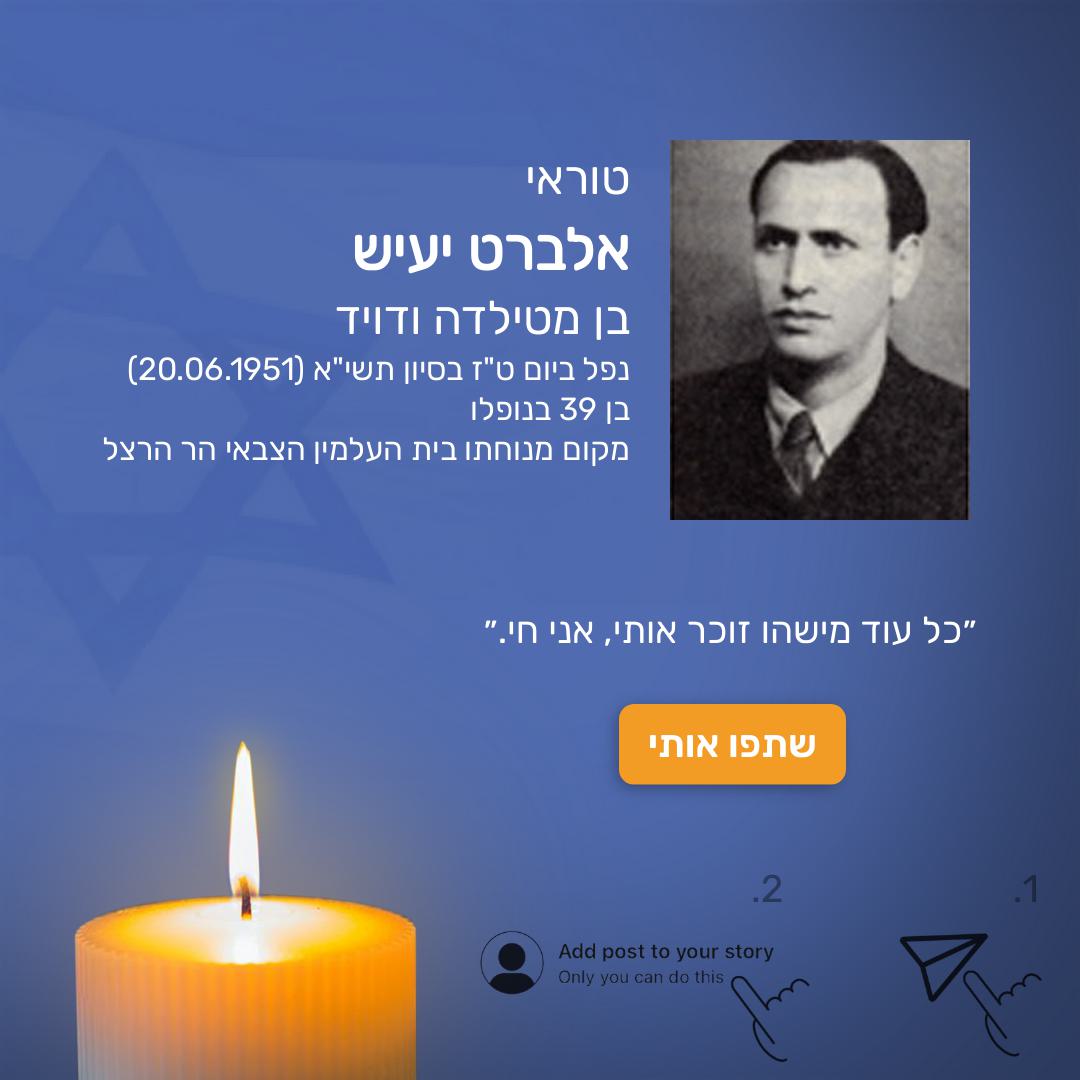 טוראי
אלברט יעיש
בן מטילדה ודויד
נפל ביום ט"ז בסיון תשי"א (20.06.1951)
בן 39 בנופלו
מקום מנוחתו בית העלמין הצבאי הר הרצל
״כל עוד מישהו זוכר אותי, אני חי.״
שתפו אותי
1.
2.
Add post to your story
Only you can do this